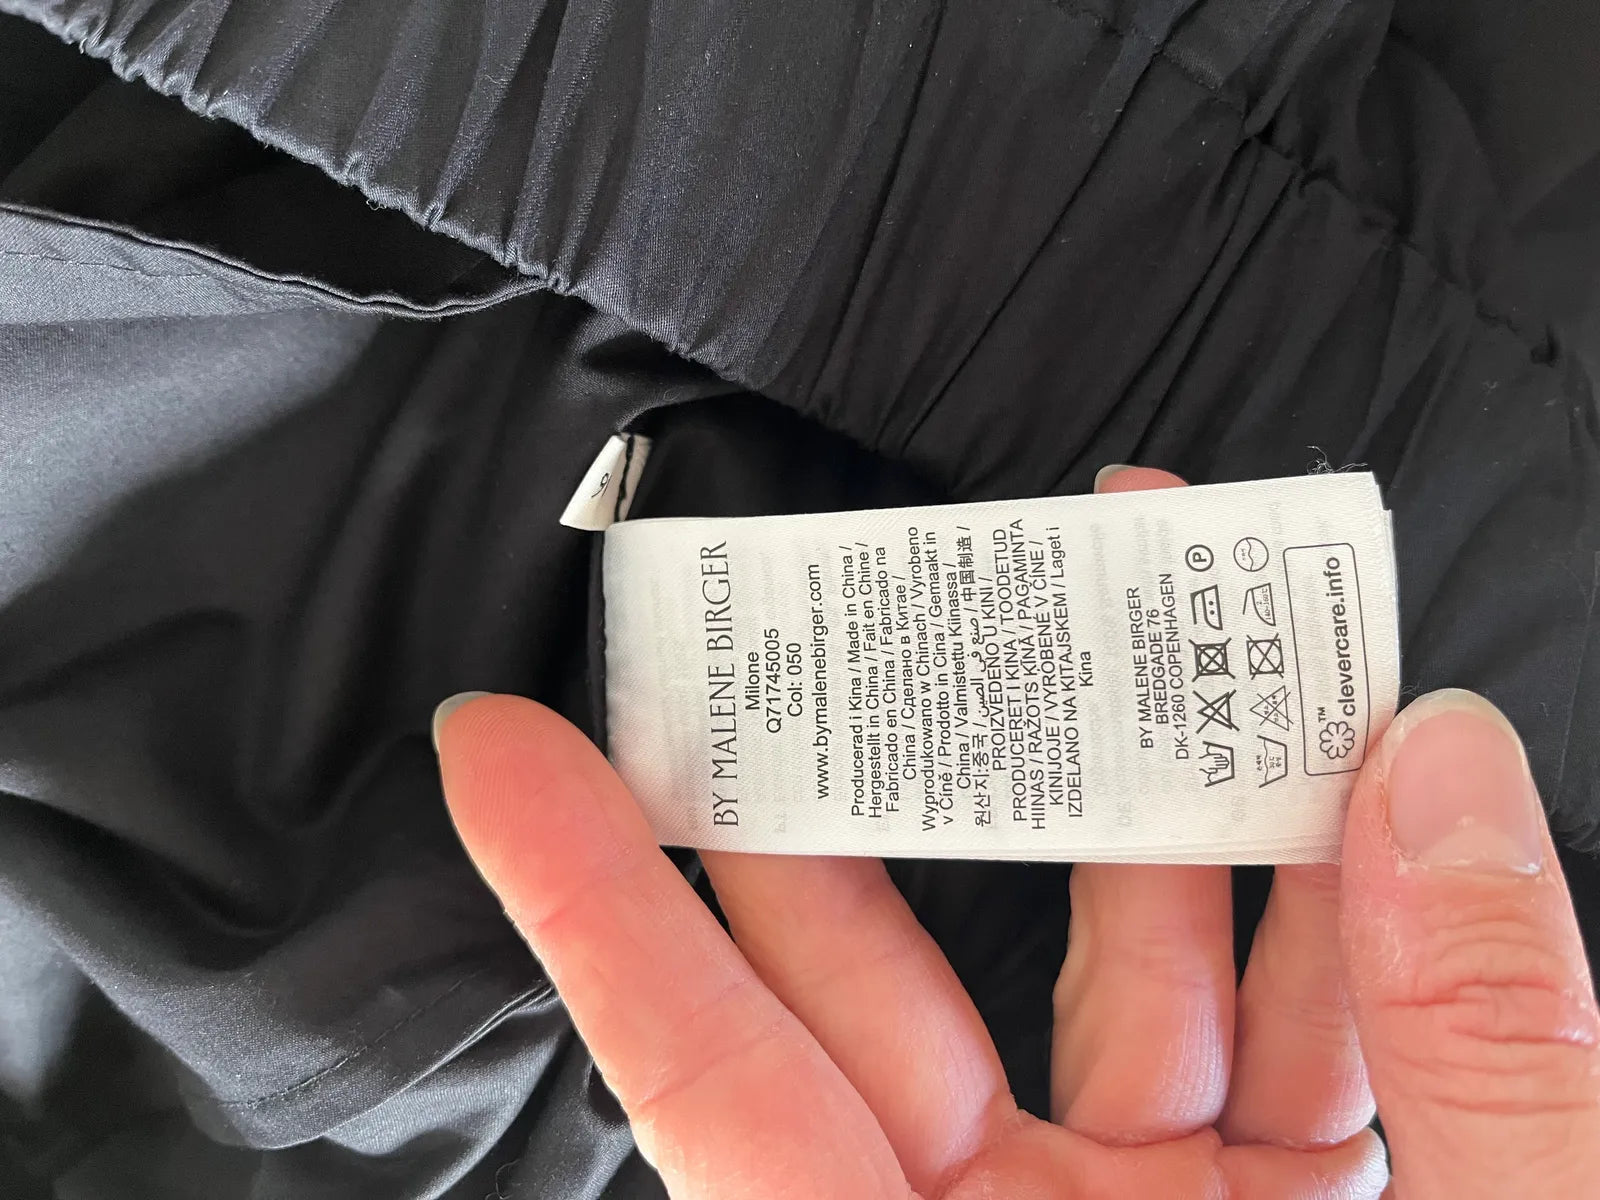 BY MALENE BIRGER
Milone
Q71745005
Col: 050
www.bymalenebirger.com
Producerad i Kina / Made in China /
Hergestellt in China / Fait en Chine /
Fabricado en China / Fabricado na
China / Сделано в Китае /
Wyprodukowano w Chinach / Vyrobeno
v Číně / Prodotto in Cina / Gemaakt in
China / Valmistettu Kiinassa /
원산지:중국 / صنع في الصين / 中国制造 /
PROIZVEDENO U KINI /
PRODUCERET I KINA / TOODETUD
HIINAS / RAŽOTS ĶĪNĀ / PAGAMINTA
KINIJOJE / VYROBENÉ V ČÍNE /
IZDELANO NA KITAJSKEM / Laget i
Kina
BY MALENE BIRGER
BREDGADE 76
DK-1260 COPENHAGEN
P
™
clevercare.info